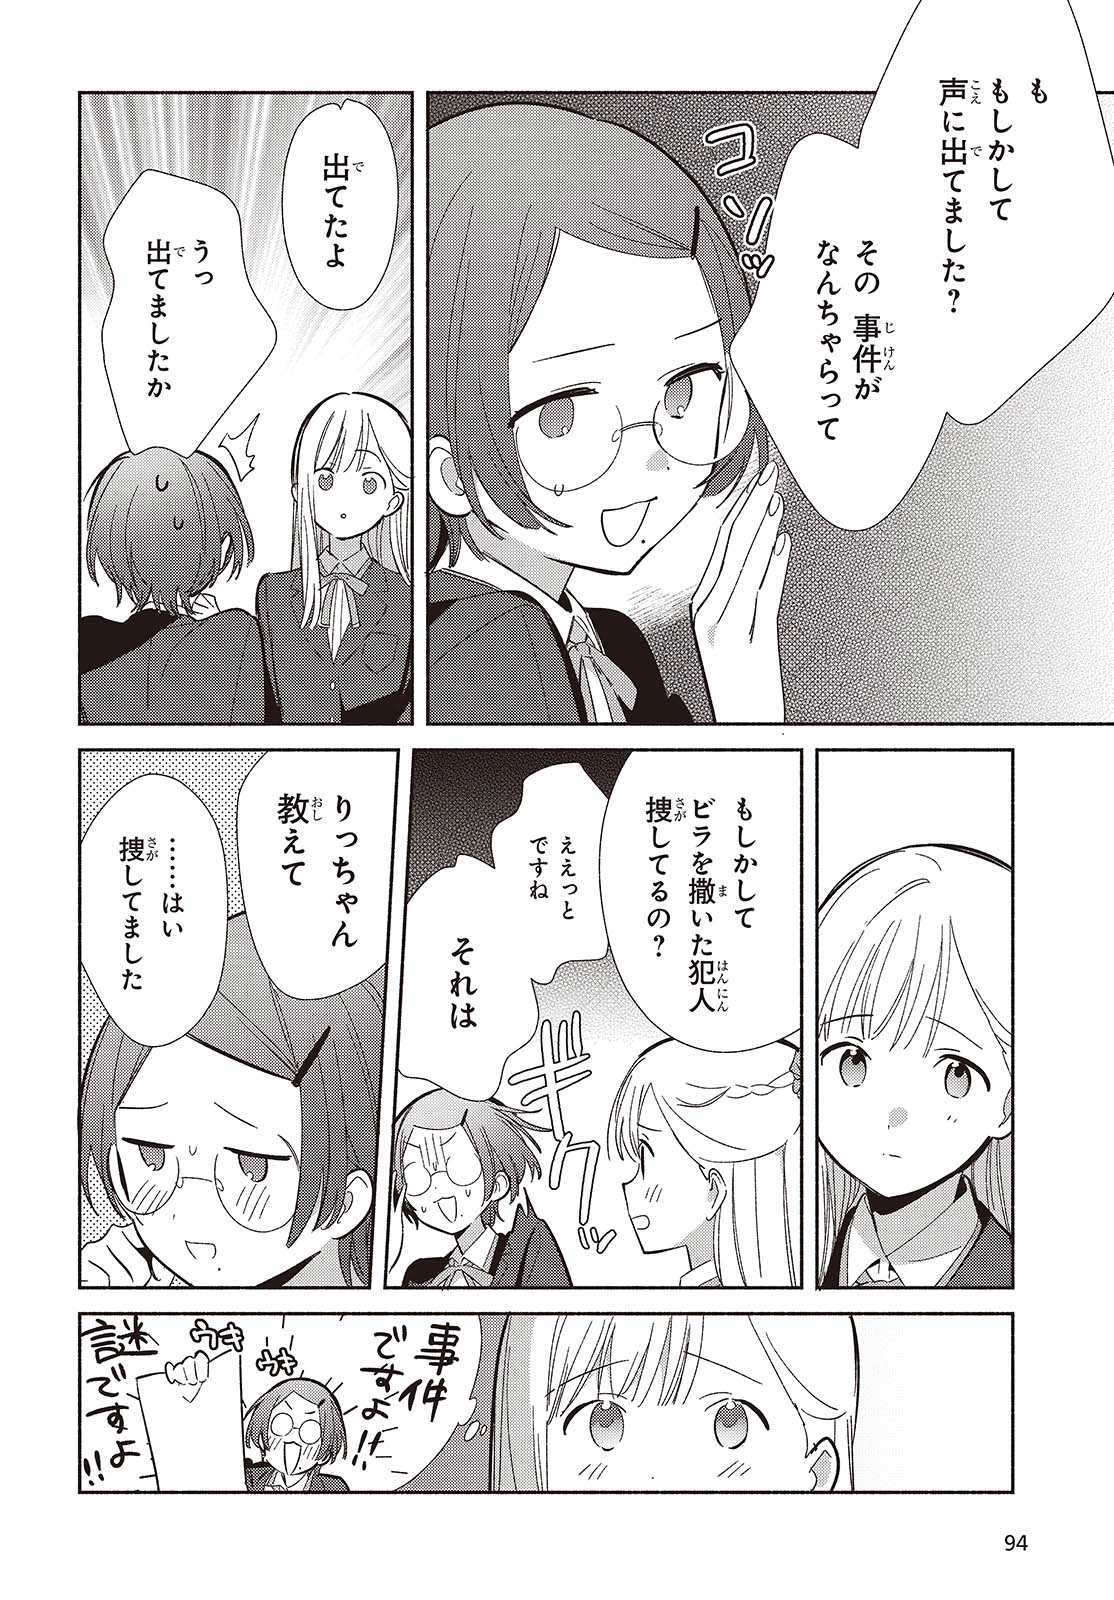 も
もしかして
声に出てました?
その 事件が
なんちゃらって
コソッ
出てたよ
うっ
出てましたか
もしかして
ビラを撒いた犯人
捜してるの?
ええっと
ですね
それは
ギギクッ
りっちゃん
教えて
……はい
捜してました
事件
ですよ!!
ウキ
ウキ
謎ですよ!!
94